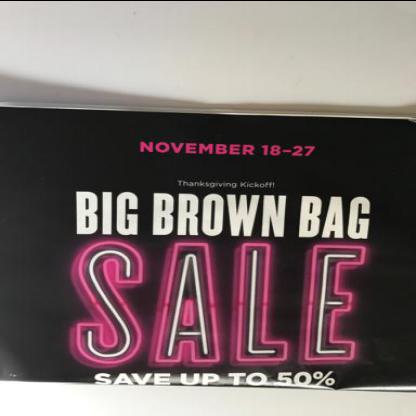 NOVEMBER 18–27
Thanksgiving Kickoff!
BIG BROWN BAG
SALE
SAVE UP TO 50%